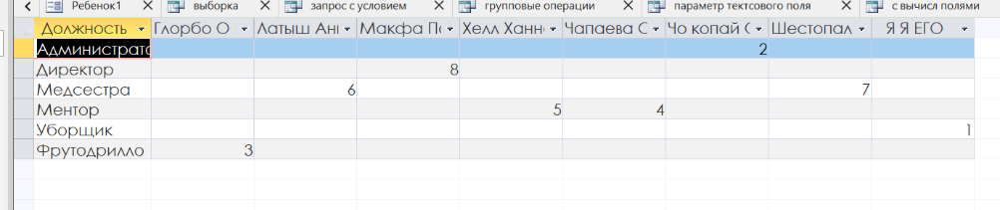 Ребенок1 выборка запрос с условием групповые операции параметр тектсового поля с вычисл полями
Должность Глорбо О Латыш Ан Макфа П Хелл Ханн Чапаева С Чо копай С Шестопал Я Я ЕГО
Администрат 2
Директор 8
Медсестра 6 7
Ментор 5 4
Уборщик 1
Фрутодрилло 3